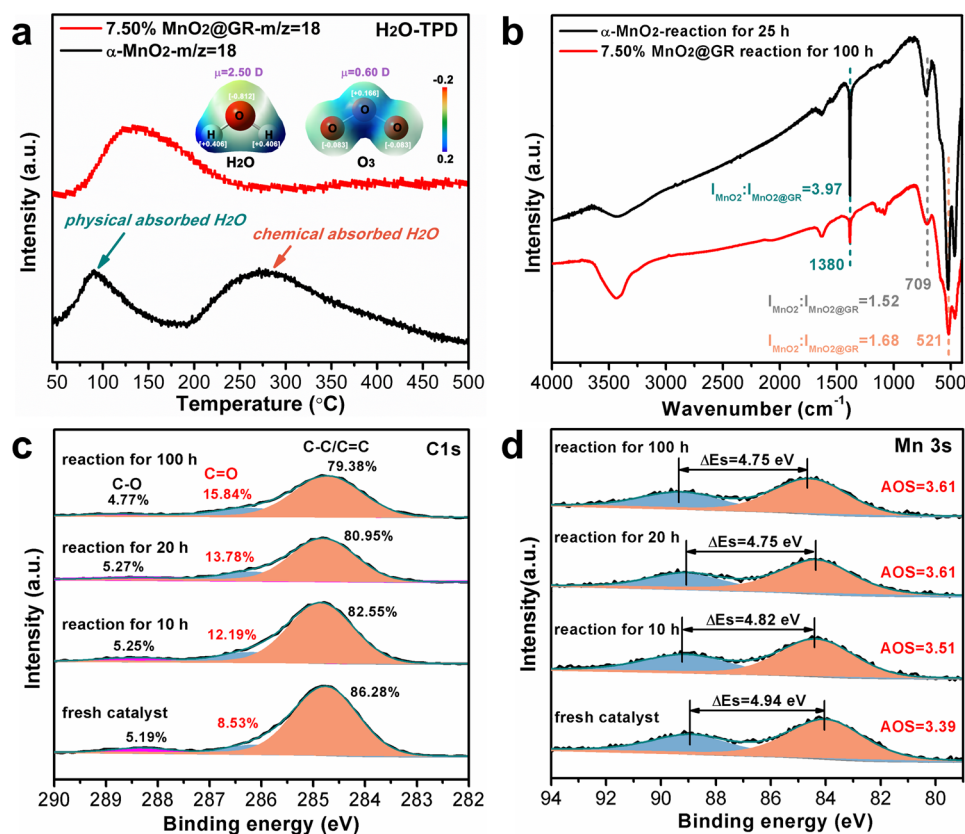 a
7.50% MnO2@GR-m/z=18
α-MnO2-m/z=18
H2O-TPD
μ=2.50 D
μ=0.60 D
-0.2
0.2
[-0.812]
O
H
H
[+0.406]
[+0.406]
H2O
[+0.166]
O
O
O
[-0.083]
[-0.083]
O3
physical absorbed H2O
chemical absorbed H2O
Intensity (a.u.)
50 100 150 200 250 300 350 400 450 500
Temperature (°C)
b
α-MnO2-reaction for 25 h
7.50% MnO2@GR reaction for 100 h
IMnO2:IMnO2@GR=3.97
1380
709
IMnO2:IMnO2@GR=1.52
IMnO2:IMnO2@GR=1.68
521
Intensity (a.u.)
4000 3500 3000 2500 2000 1500 1000 500
Wavenumber (cm-1)
c
C1s
reaction for 100 h
C-O
4.77%
C=O
15.84%
C-C/C=C
79.38%
reaction for 20 h
5.27%
13.78%
80.95%
reaction for 10 h
5.25%
12.19%
82.55%
fresh catalyst
5.19%
8.53%
86.28%
Intensity (a.u.)
290 289 288 287 286 285 284 283 282
Binding energy (eV)
d
Mn 3s
reaction for 100 h
ΔEs=4.75 eV
AOS=3.61
reaction for 20 h
ΔEs=4.75 eV
AOS=3.61
reaction for 10 h
ΔEs=4.82 eV
AOS=3.51
fresh catalyst
ΔEs=4.94 eV
AOS=3.39
Intensity(a.u.)
94 92 90 88 86 84 82 80
Binding energy (eV)